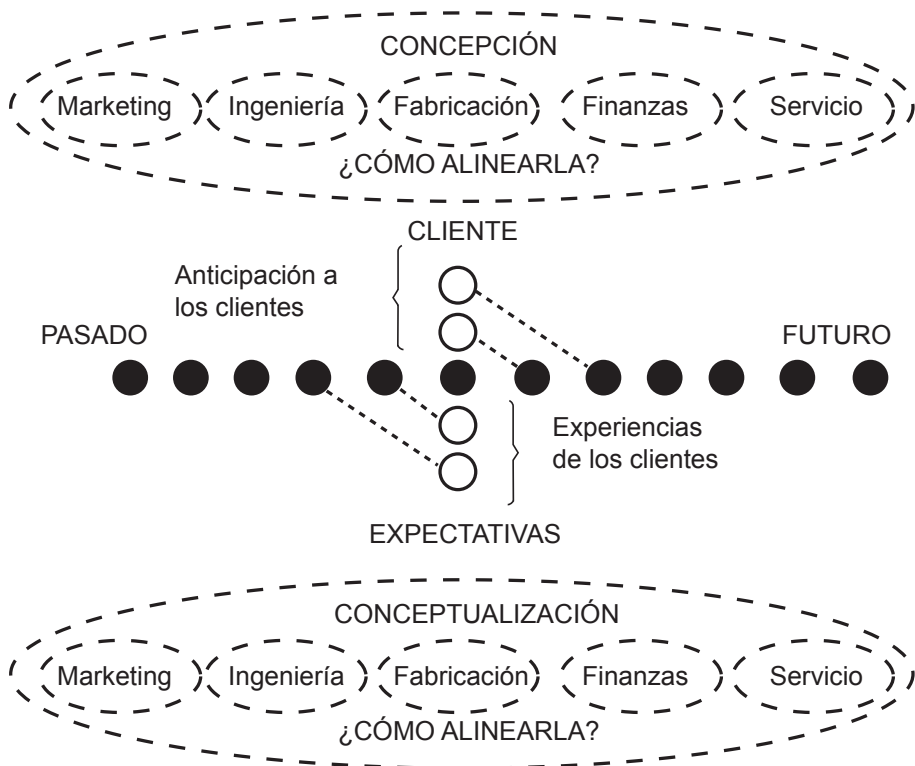 CONCEPCIÓN
Marketing Ingeniería Fabricación Finanzas Servicio
¿CÓMO ALINEARLA?
CLIENTE
Anticipación a
los clientes
PASADO FUTURO
Experiencias
de los clientes
EXPECTATIVAS
CONCEPTUALIZACIÓN
Marketing Ingeniería Fabricación Finanzas Servicio
¿CÓMO ALINEARLA?